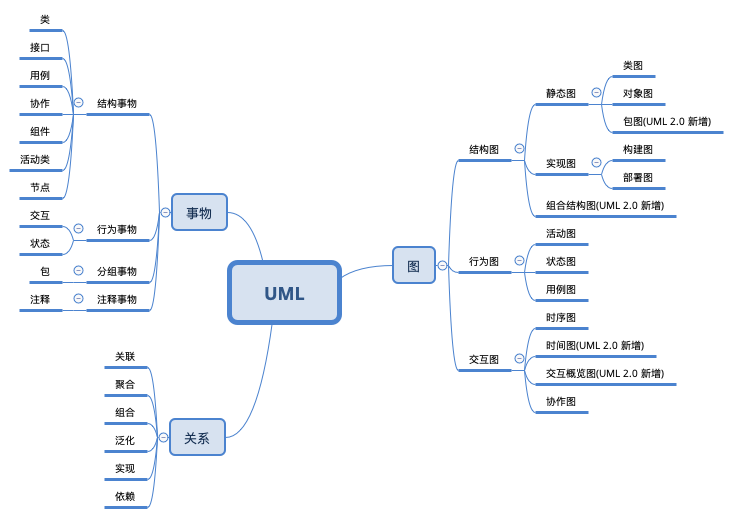 UML
事物
结构事物
类
接口
用例
协作
组件
活动类
节点
行为事物
交互
状态
分组事物
包
注释事物
注释
关系
关联
聚合
组合
泛化
实现
依赖
图
结构图
静态图
类图
对象图
包图(UML 2.0 新增)
实现图
构建图
部署图
组合结构图(UML 2.0 新增)
行为图
活动图
状态图
用例图
交互图
时序图
时间图(UML 2.0 新增)
交互概览图(UML 2.0 新增)
协作图